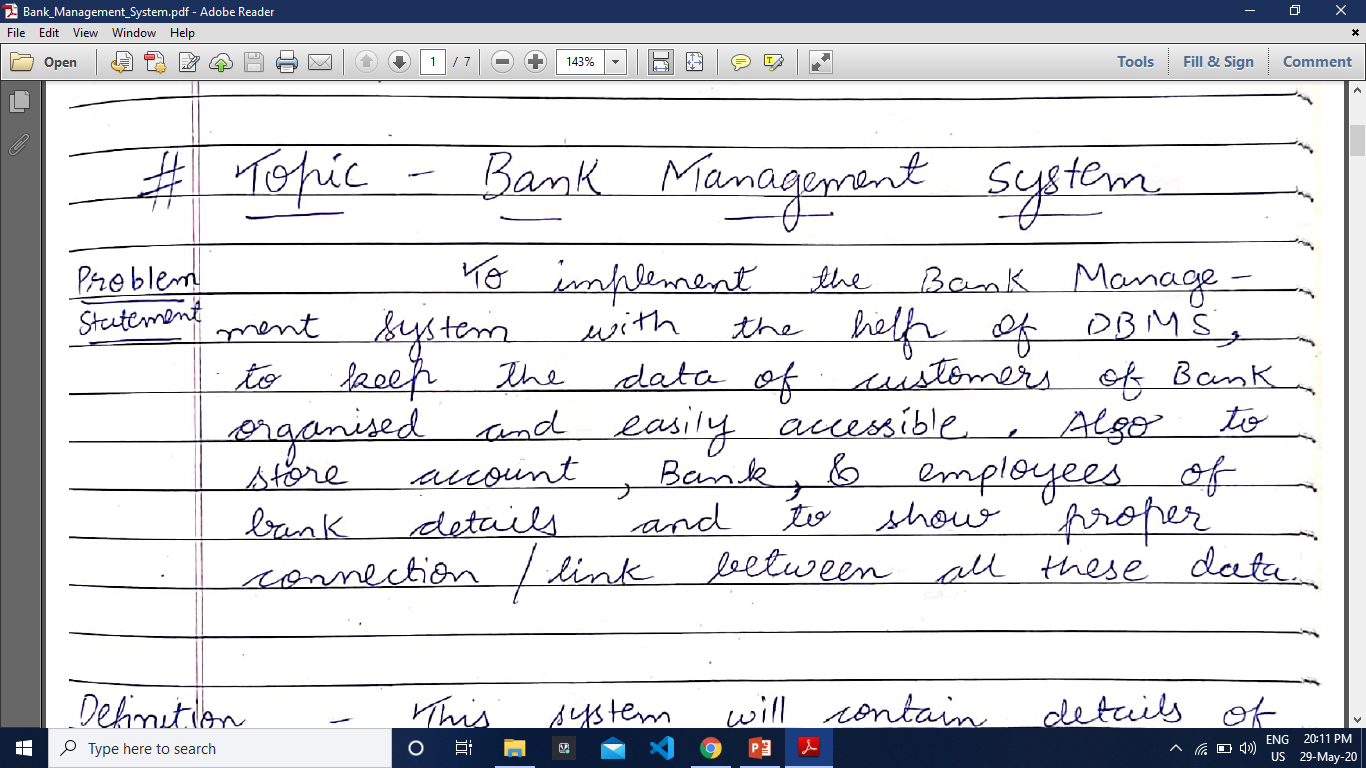 Bank_Management_System.pdf - Adobe Reader
File Edit View Window Help
Open 1 / 7 143% Tools Fill & Sign Comment
# Topic - Bank Management System
Problem To implement the Bank Manage-
Statement ment system with the help of DBMS,
to keep the data of customers of Bank
organised and easily accessible. Also to
store account, Bank, & employees of
bank details and to show proper
connection / link between all these data.
Definition - This system will contain details of
Type here to search ENG 20:11 PM
US 29-May-20